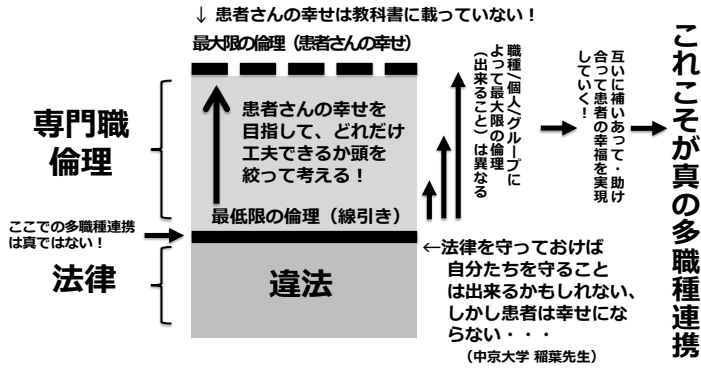 ↓ 患者さんの幸せは教科書に載っていない！
最大限の倫理（患者さんの幸せ）
専門職
倫理
患者さんの幸せを
目指して、どれだけ
工夫できるか頭を
絞って考える！
最低限の倫理（線引き）
ここでの多職種連携
は真ではない！
法律
違法
職種/個人/グループに
よって最大限の倫理
（出来ること）は異なる
互いに補いあって・助け
合って患者の幸福を実現
していく！
これこそが真の多職種連携
←法律を守っておけば
自分たちを守ること
は出来るかもしれない、
しかし患者は幸せにな
らない・・・
（中京大学 稲葉先生）